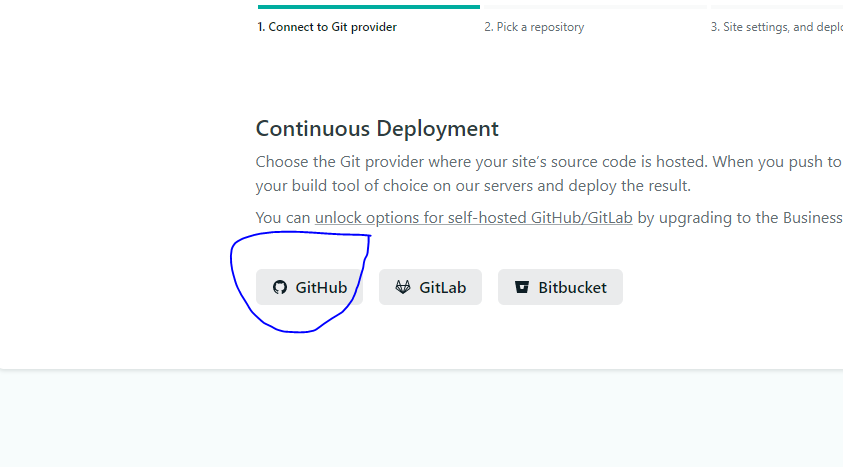 1. Connect to Git provider 2. Pick a repository 3. Site settings, and deplo
Continuous Deployment
Choose the Git provider where your site's source code is hosted. When you push to
your build tool of choice on our servers and deploy the result.
You can unlock options for self-hosted GitHub/GitLab by upgrading to the Business
GitHub GitLab Bitbucket